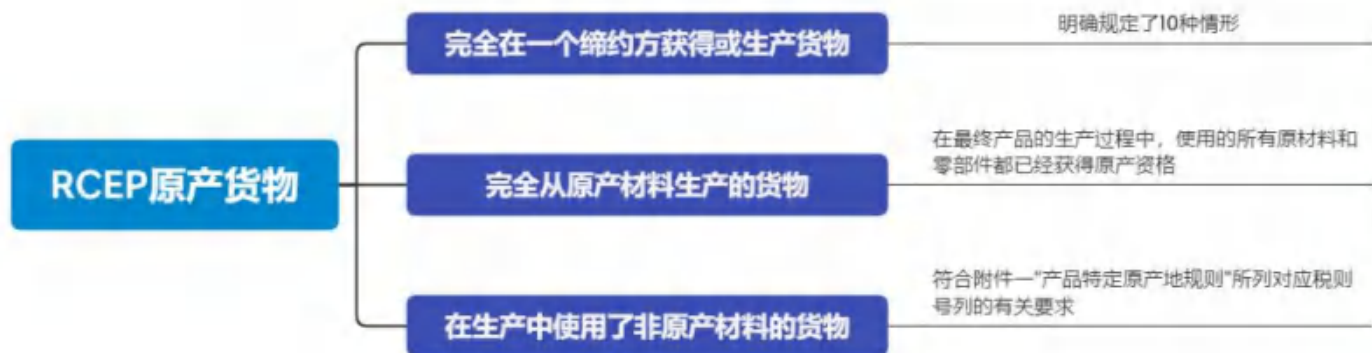 RCEP原产货物
完全在一个缔约方获得或生产货物
明确规定了10种情形
完全从原产材料生产的货物
在最终产品的生产过程中，使用的所有原材料和
零部件都已经获得原产资格
在生产中使用了非原产材料的货物
符合附件一"产品特定原产地规则"所列对应税则
号列的有关要求